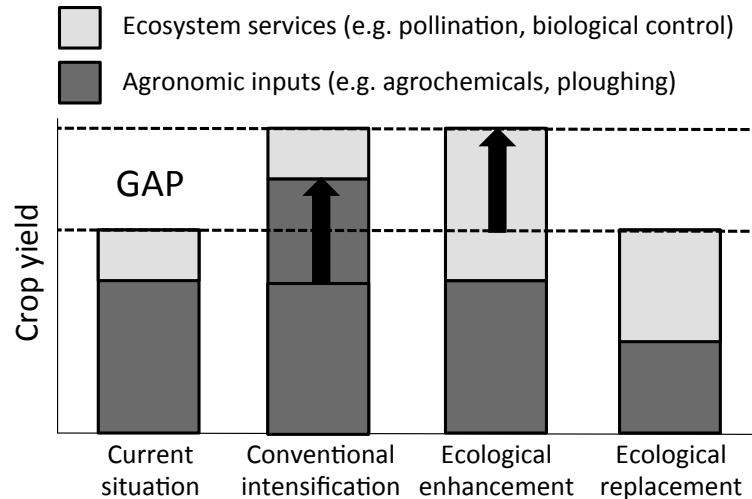 Ecosystem services (e.g. pollination, biological control)
Agronomic inputs (e.g. agrochemicals, ploughing)
GAP
Crop yield
Current situation
Conventional intensification
Ecological enhancement
Ecological replacement